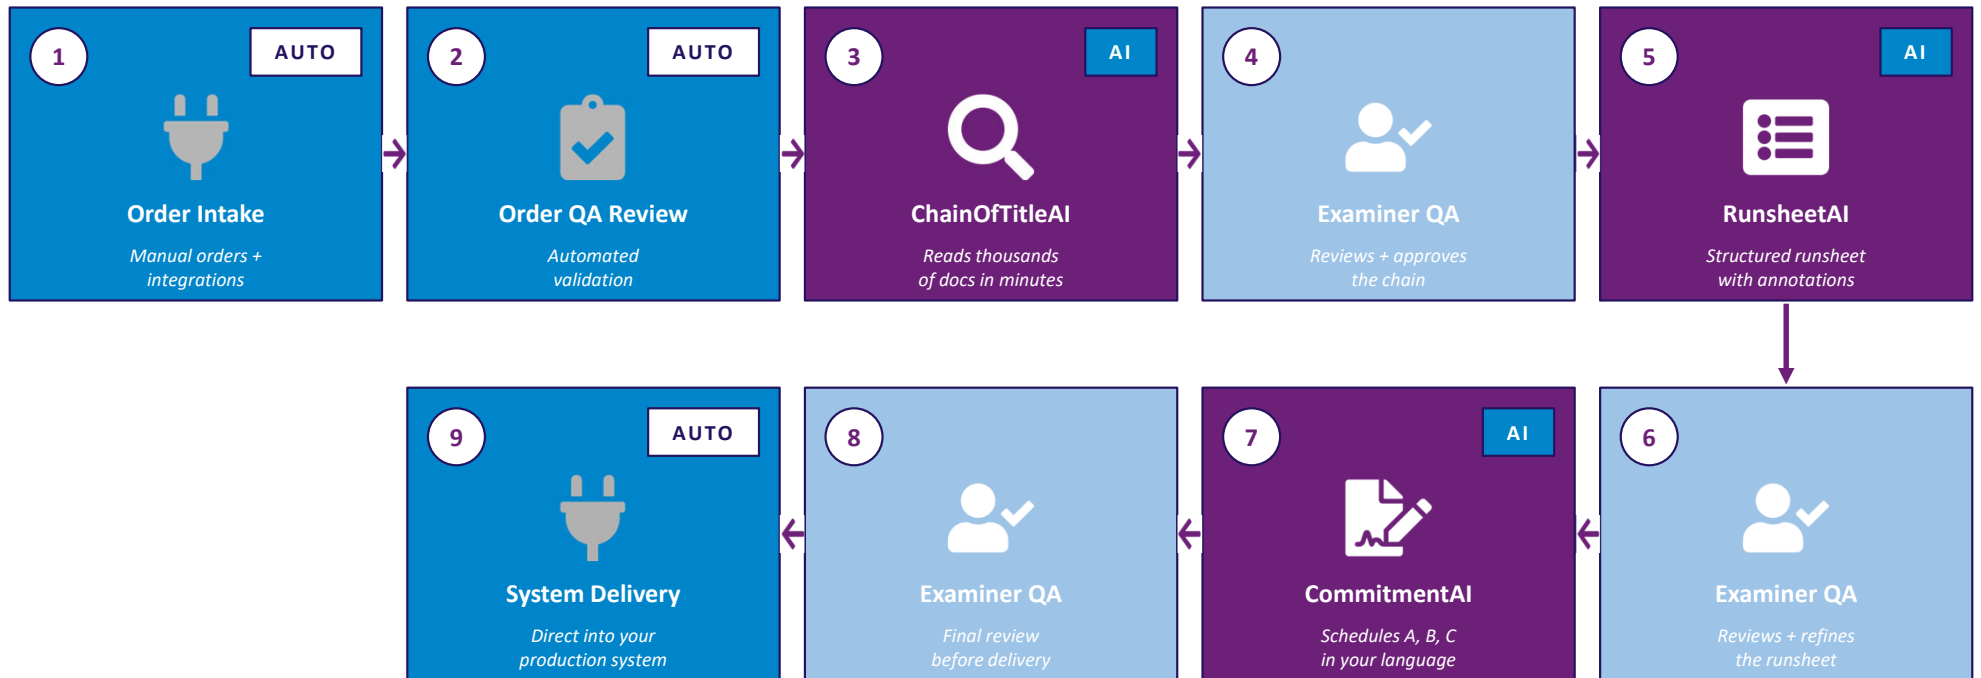 1
AUTO
Order Intake
Manual orders +
integrations
2
AUTO
Order QA Review
Automated
validation
3
AI
ChainOfTitleAI
Reads thousands
of docs in minutes
4
Examiner QA
Reviews + approves
the chain
5
AI
RunsheetAI
Structured runsheet
with annotations
6
Examiner QA
Reviews + refines
the runsheet
7
AI
CommitmentAI
Schedules A, B, C
in your language
8
Examiner QA
Final review
before delivery
9
AUTO
System Delivery
Direct into your
production system